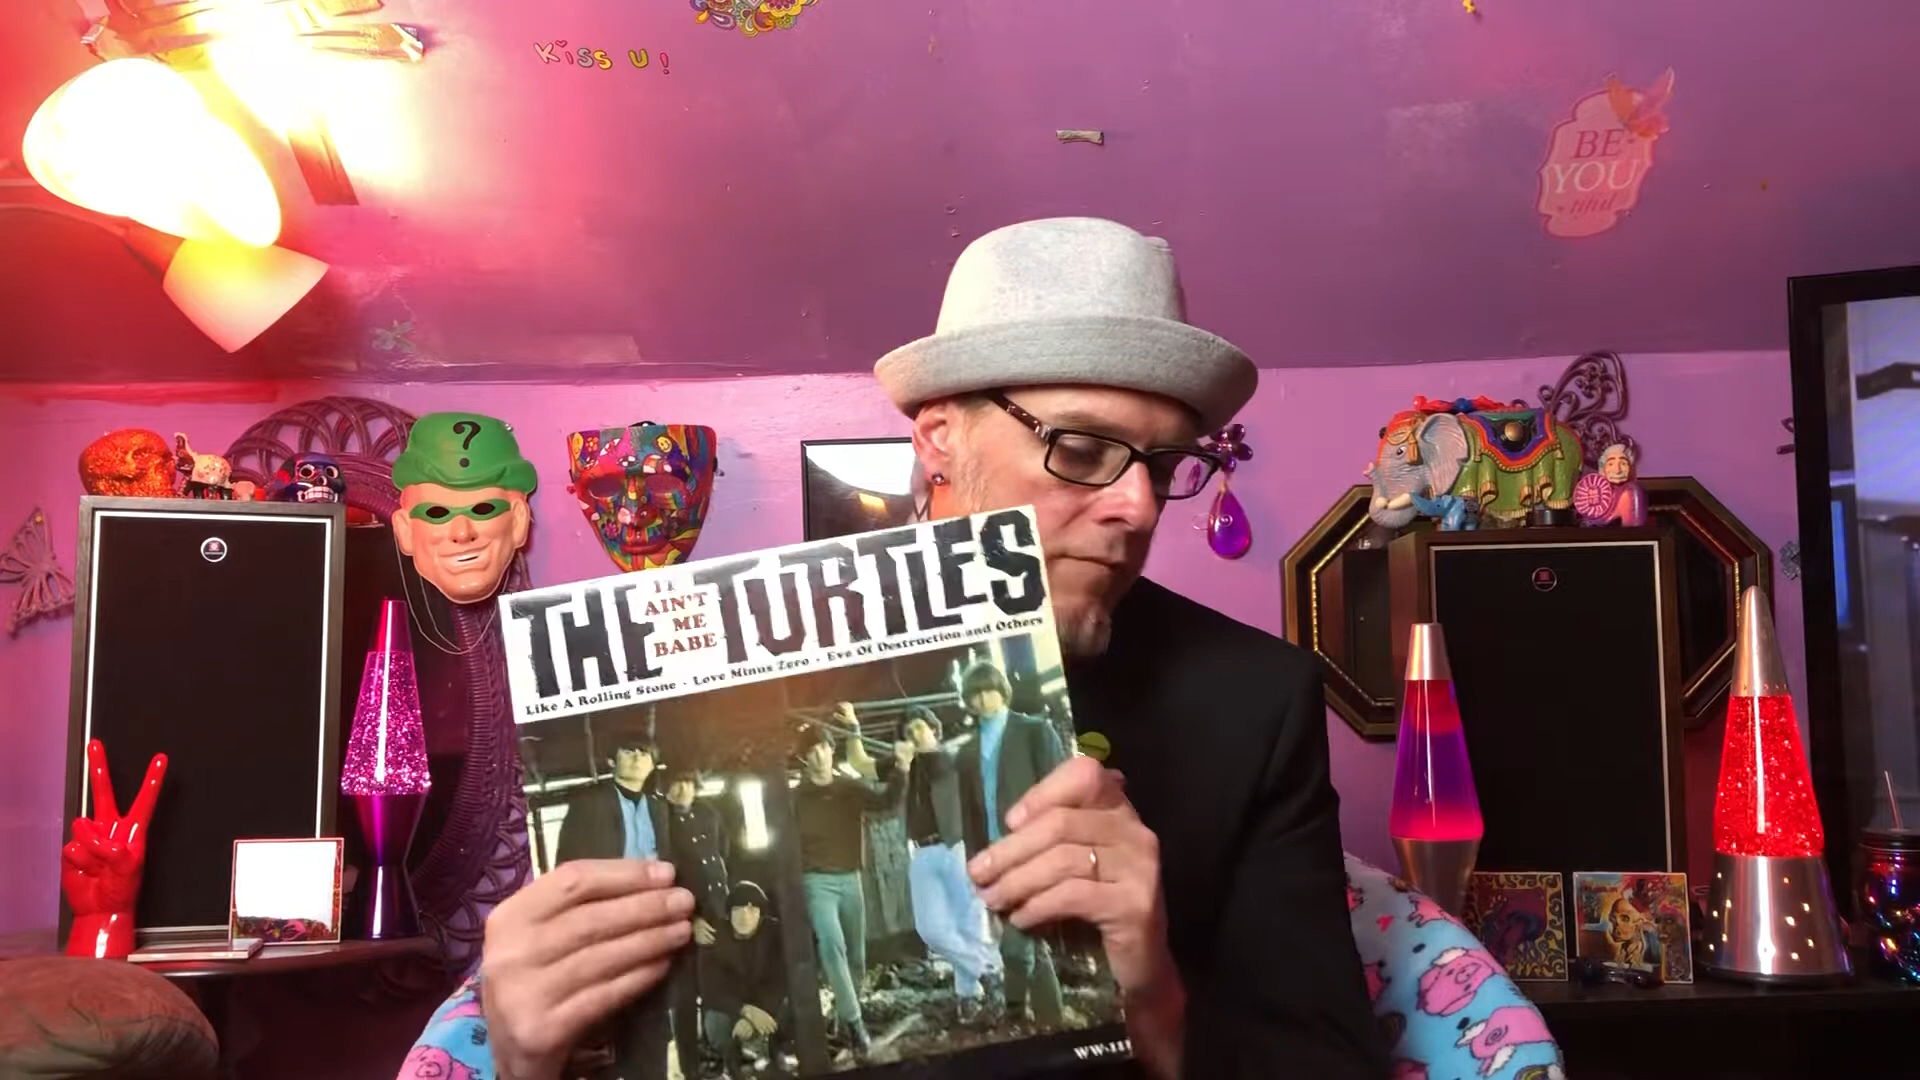 Kiss U!
BE
YOU
tiful
?
THE TURTLES
IT
AIN'T
ME
BABE
Like A Rolling Stone · Love Minus Zero · Eve Of Destruction and Others